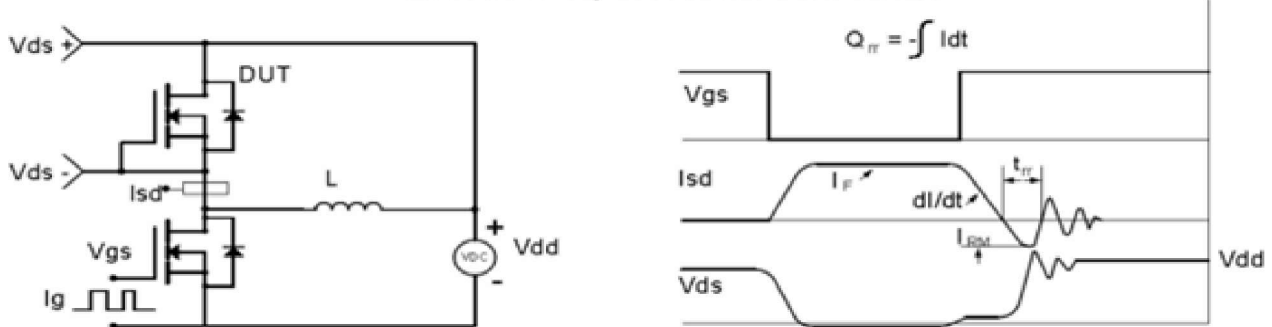 Vds +
DUT
Vds -
Isd
L
Vgs
Ig
+
VDC
-
Vdd
Q rr = -∫ Idt
Vgs
Isd
I F
dI/dt
t rr
I RM
Vdd
Vds